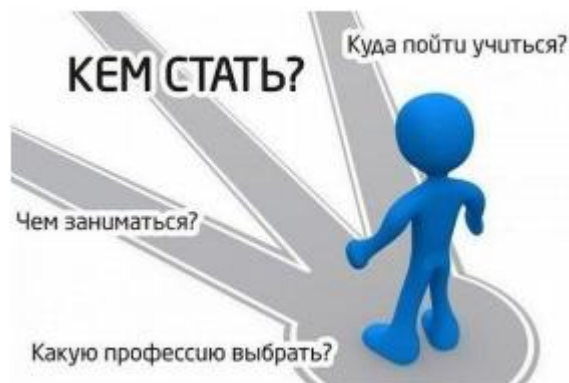 Куда пойти учиться?
КЕМ СТАТЬ?
Чем заниматься?
Какую профессию выбрать?